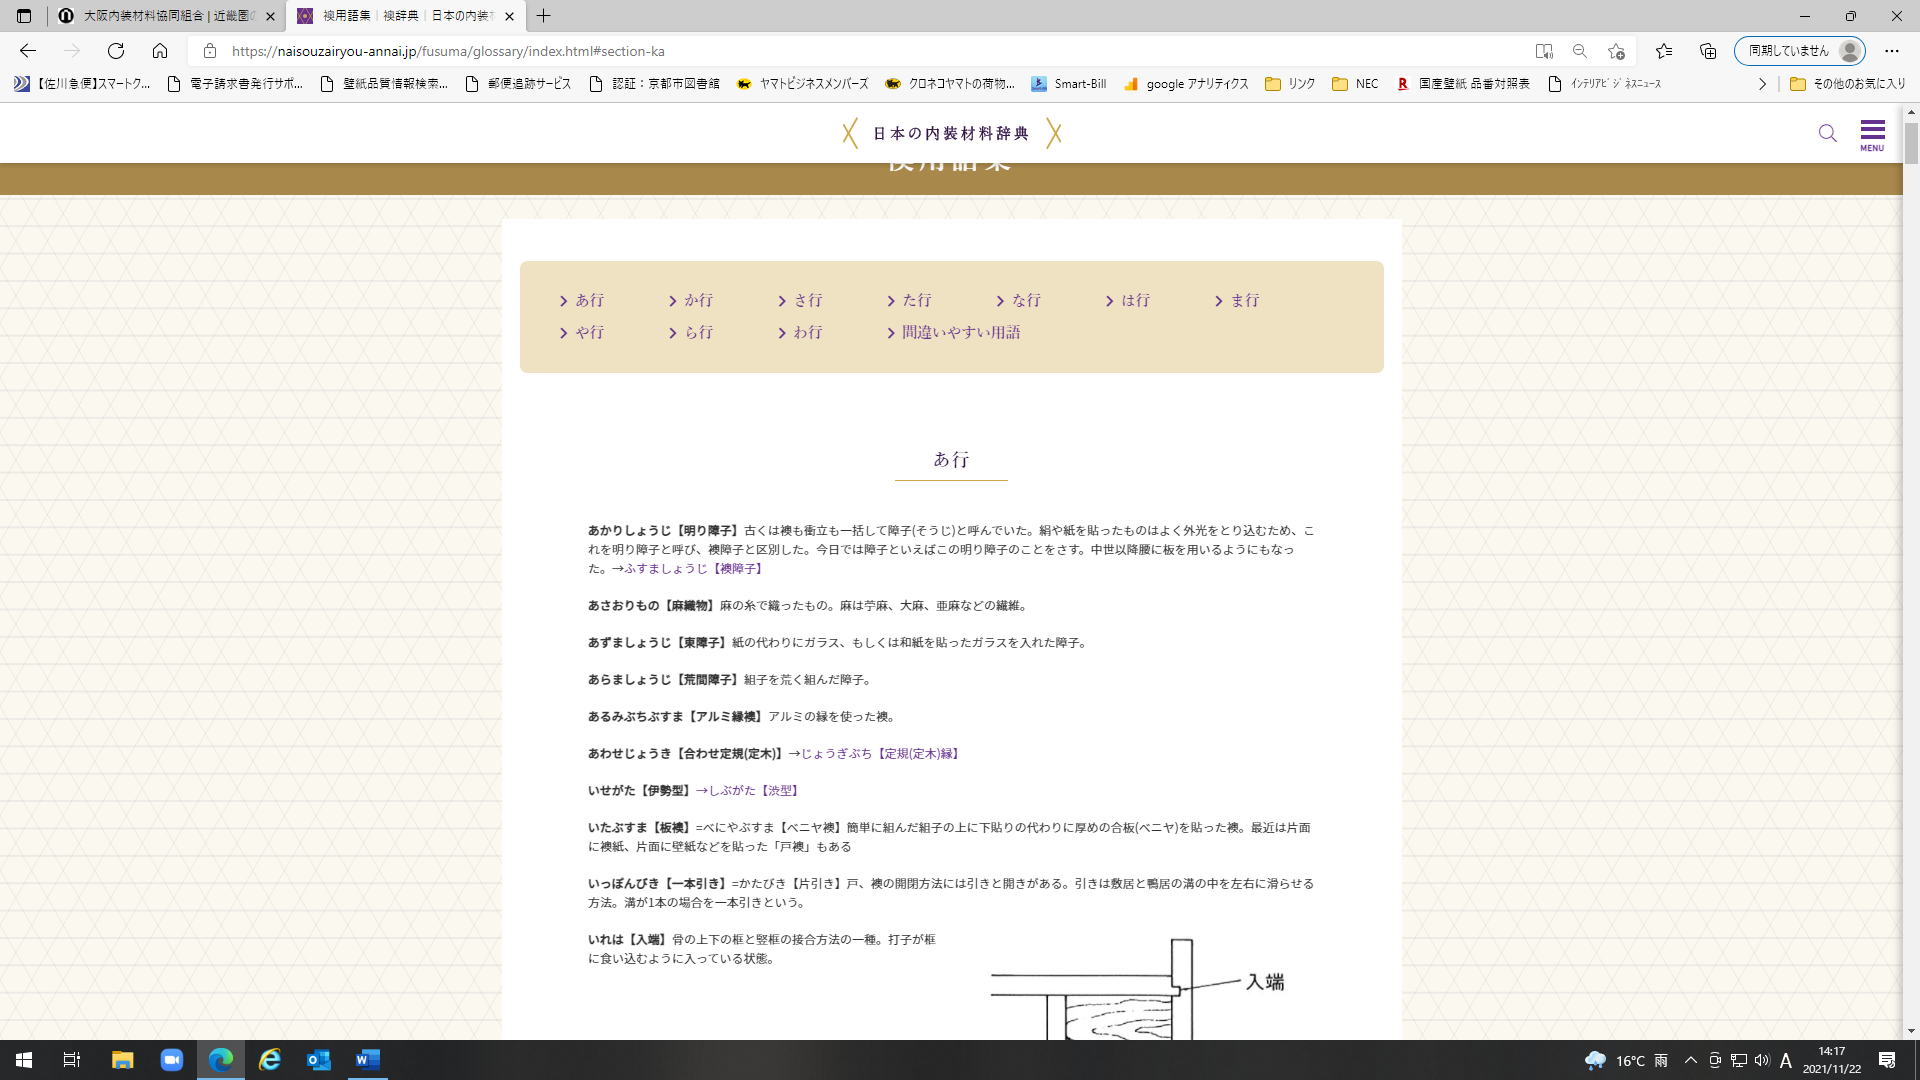 大阪内装材料協同組合 | 近畿圏の
襖用語集｜襖辞典｜日本の内装材
https://naisouzairyou-annai.jp/fusuma/glossary/index.html#section-ka
同期していません
【佐川急便】スマートク...
電子請求書発行サポ...
壁紙品質情報検索...
郵便追跡サービス
認証：京都市図書館
ヤマトビジネスメンバーズ
クロネコヤマトの荷物...
Smart-Bill
google アナリティクス
リンク
NEC
国産壁紙 品番対照表
ｲﾝﾃﾘｱﾋﾞｼﾞﾈｽﾆｭｰｽ
その他のお気に入り
日本の内装材料辞典
MENU
襖用語集
あ行 か行 さ行 た行 な行 は行 ま行
や行 ら行 わ行 間違いやすい用語
あ行
あかりしょうじ【明り障子】古くは襖も衝立も一括して障子(そうじ)と呼んでいた。絹や紙を貼ったものはよく外光をとり込むため、こ
れを明り障子と呼び、襖障子と区別した。今日では障子といえばこの明り障子のことをさす。中世以降腰に板を用いるようにもなっ
た。→ふすましょうじ【襖障子】
あさおりもの【麻織物】麻の糸で織ったもの。麻は苧麻、大麻、亜麻などの繊維。
あずましょうじ【東障子】紙の代わりにガラス、もしくは和紙を貼ったガラスを入れた障子。
あらましょうじ【荒間障子】組子を荒く組んだ障子。
あるみぶちぶすま【アルミ縁襖】アルミの縁を使った襖。
あわせじょうき【合わせ定規(定木)】→じょうぎぶち【定規(定木)縁】
いせがた【伊勢型】→しぶがた【渋型】
いたぶすま【板襖】=べにやぶすま【ベニヤ襖】簡単に組んだ組子の上に下貼りの代わりに厚めの合板(ベニヤ)を貼った襖。最近は片面
に襖紙、片面に壁紙などを貼った「戸襖」もある
いっぽんびき【一本引き】=かたびき【片引き】戸、襖の開閉方法には引きと開きがある。引きは敷居と鴨居の溝の中を左右に滑らせる
方法。溝が1本の場合を一本引きという。
いれは【入端】骨の上下の框と竪框の接合方法の一種。打子が框
に食い込むように入っている状態。
入端
16°C 雨
A
14:17
2021/11/22